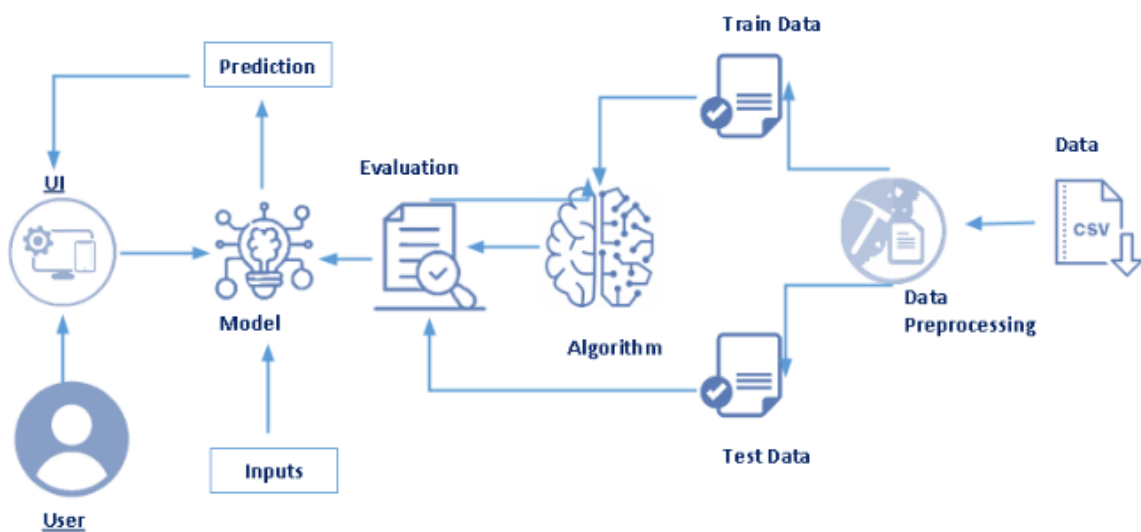 Train Data
Prediction
Data
Evaluation
UI
CSV
Data
Preprocessing
Model
Algorithm
Test Data
Inputs
User